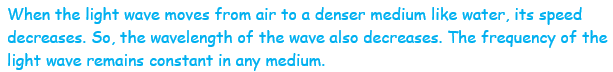 When the light wave moves from air to a denser medium like water, its speed
decreases. So, the wavelength of the wave also decreases. The frequency of the
light wave remains constant in any medium.